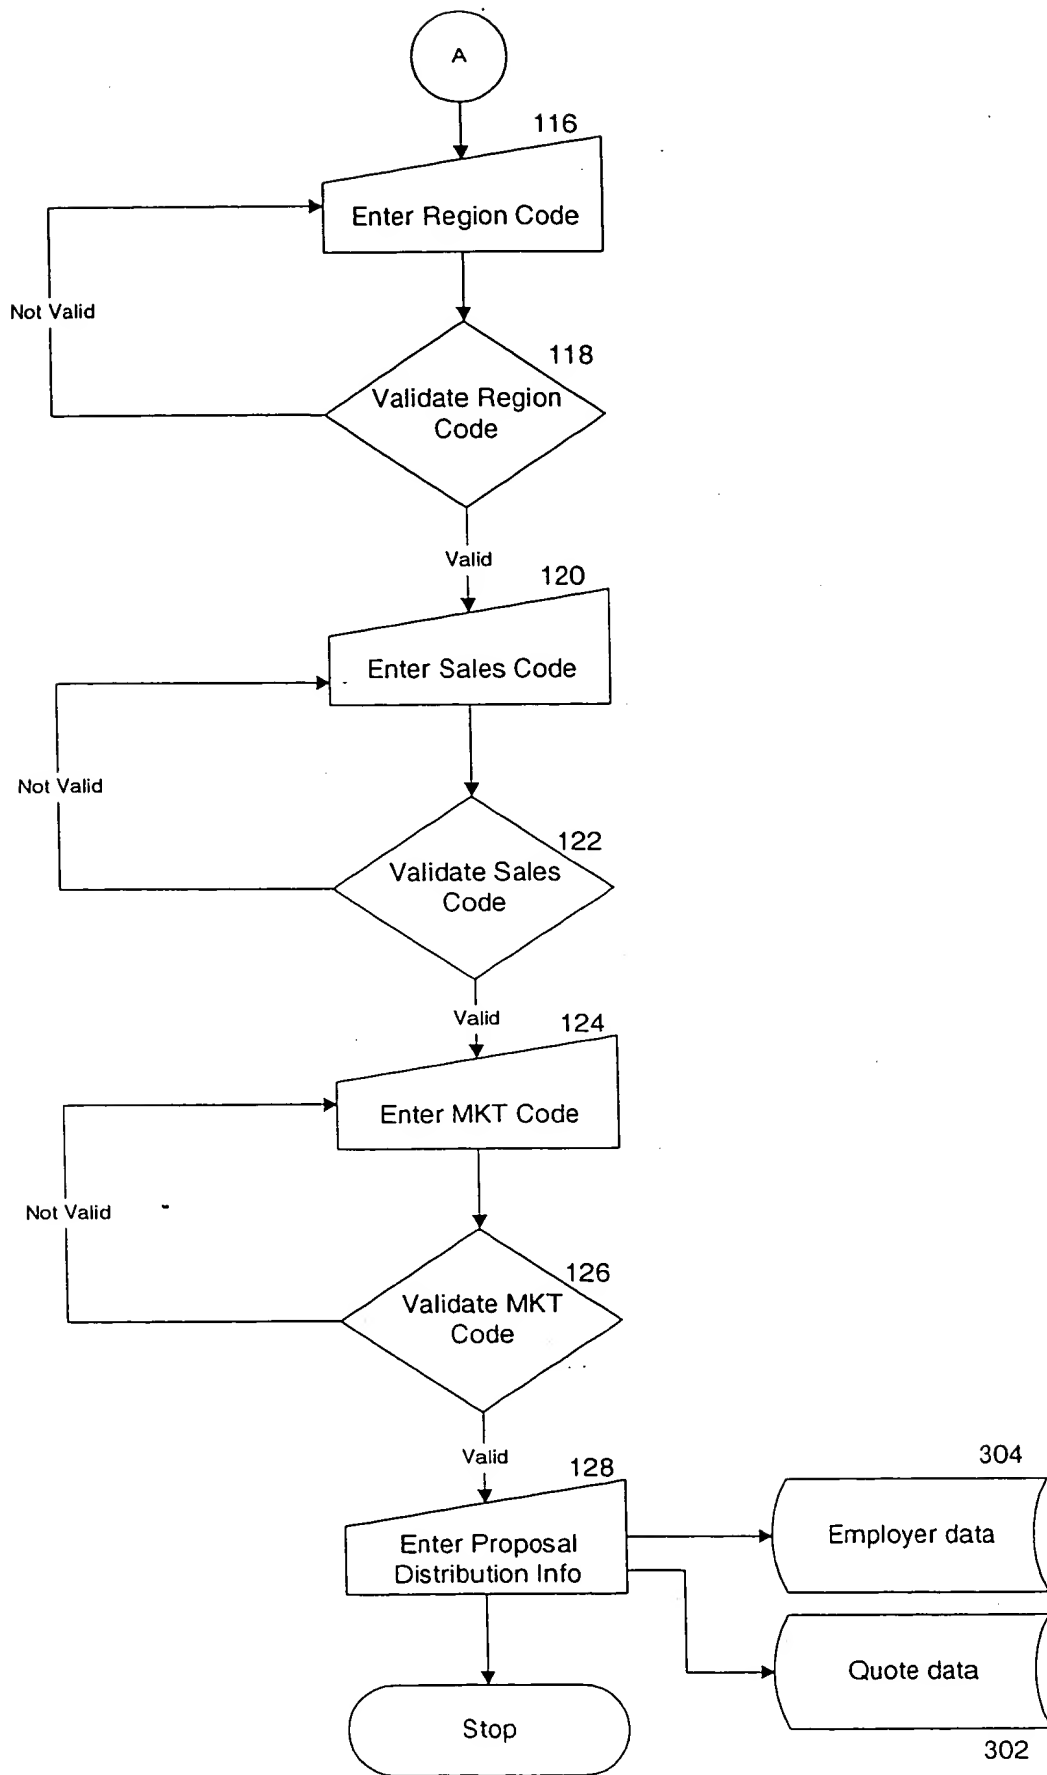 A
116
Enter Region Code
Not Valid
118
Validate Region
Code
Valid
120
Enter Sales Code
Not Valid
122
Validate Sales
Code
Valid
124
Enter MKT Code
Not Valid
126
Validate MKT
Code
Valid
128
304
Enter Proposal
Distribution Info
Employer data
Quote data
Stop
302